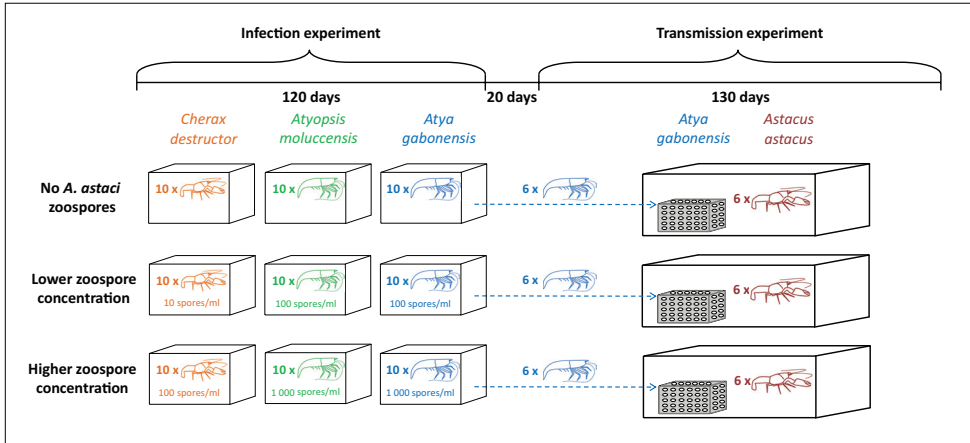 Infection experiment
Transmission experiment
120 days
20 days
130 days
Cherax
destructor
Atyopsis
moluccensis
Atya
gabonensis
Atya
gabonensis
Astacus
astacus
No A. astaci
zoospores
10 x
10 x
10 x
6 x
6 x
Lower zoospore
concentration
10 x
10 spores/ml
10 x
100 spores/ml
10 x
100 spores/ml
6 x
6 x
Higher zoospore
concentration
10 x
100 spores/ml
10 x
1 000 spores/ml
10 x
1 000 spores/ml
6 x
6 x